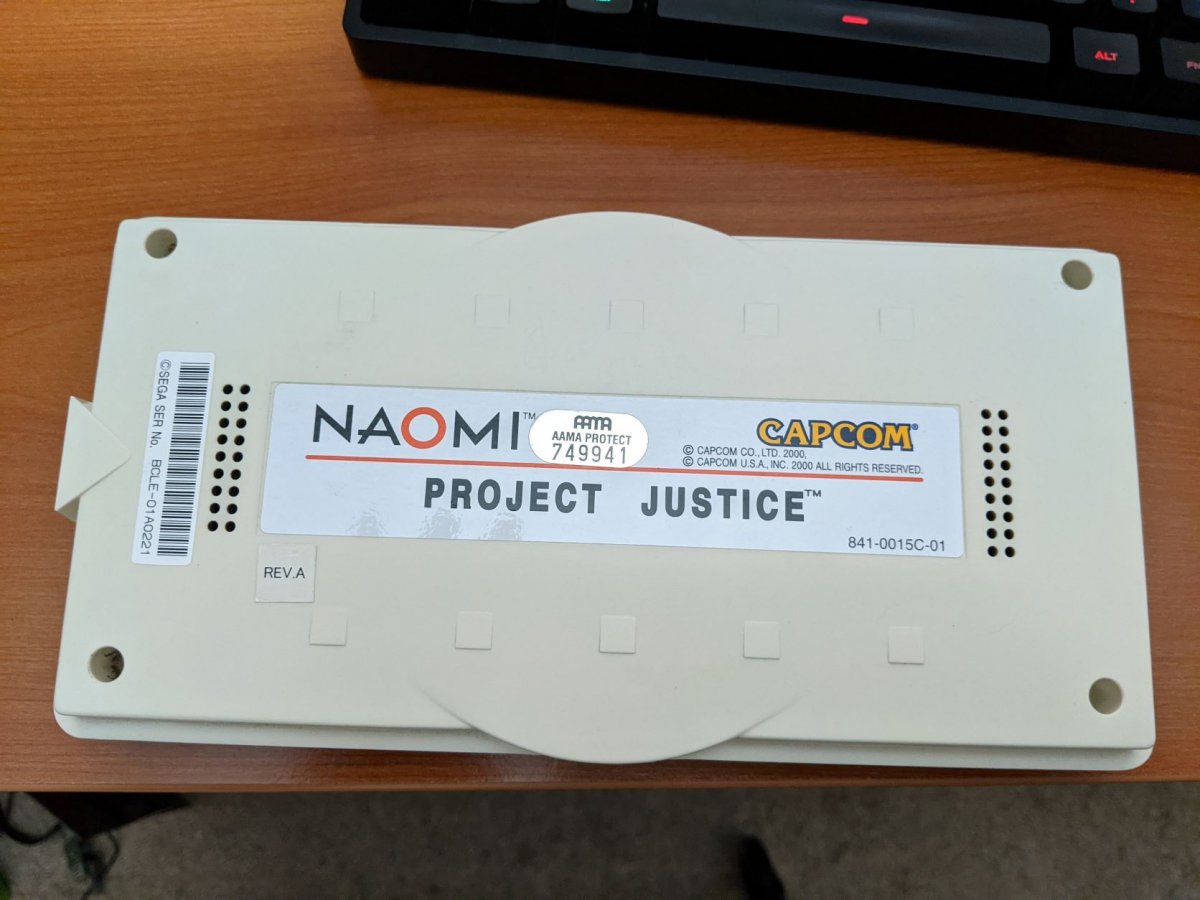 ALT
©SEGA SER No. BCLE-01A0221
NAOMI™
AAMA
AAMA PROTECT
749941
CAPCOM®
© CAPCOM CO., LTD. 2000,
© CAPCOM U.S.A., INC. 2000 ALL RIGHTS RESERVED.
PROJECT JUSTICE™
841-0015C-01
REV.A